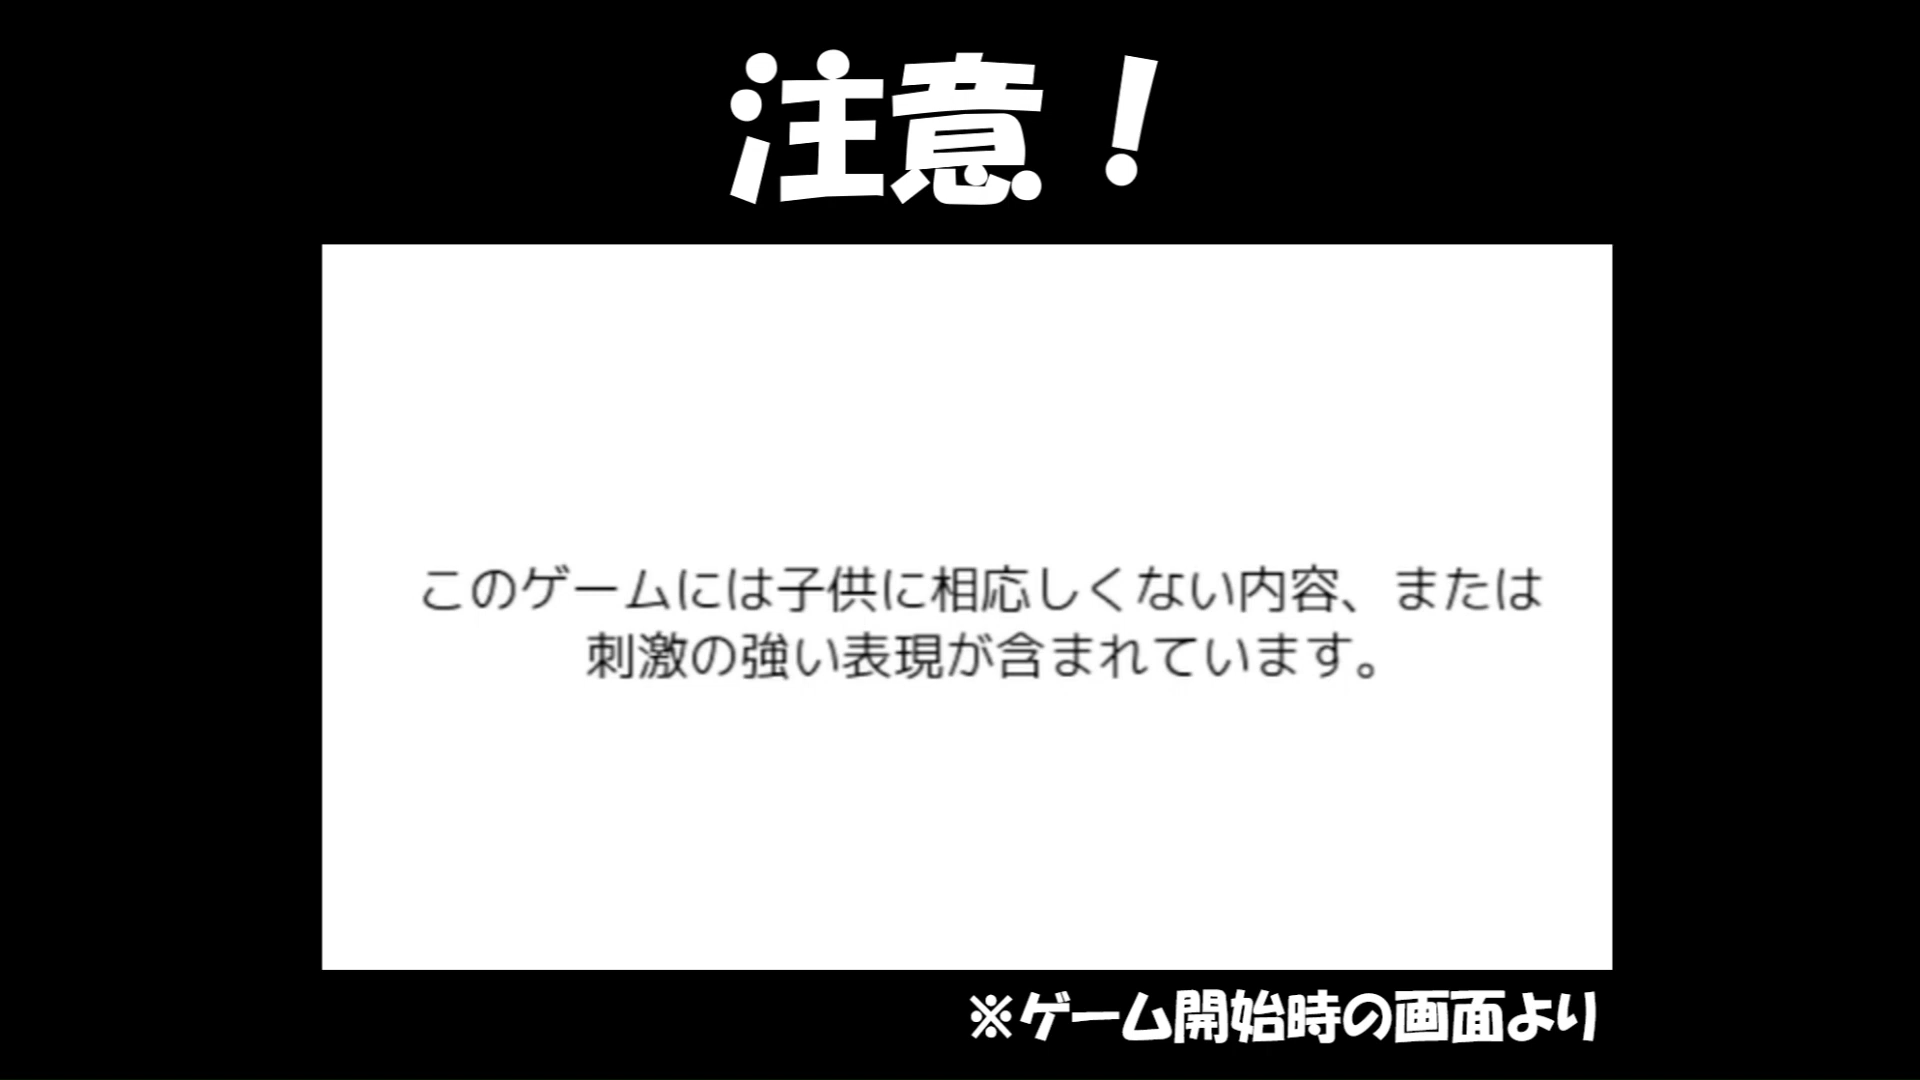 注意！
このゲームには子供に相応しくない内容、または
刺激の強い表現が含まれています。
※ゲーム開始時の画面より